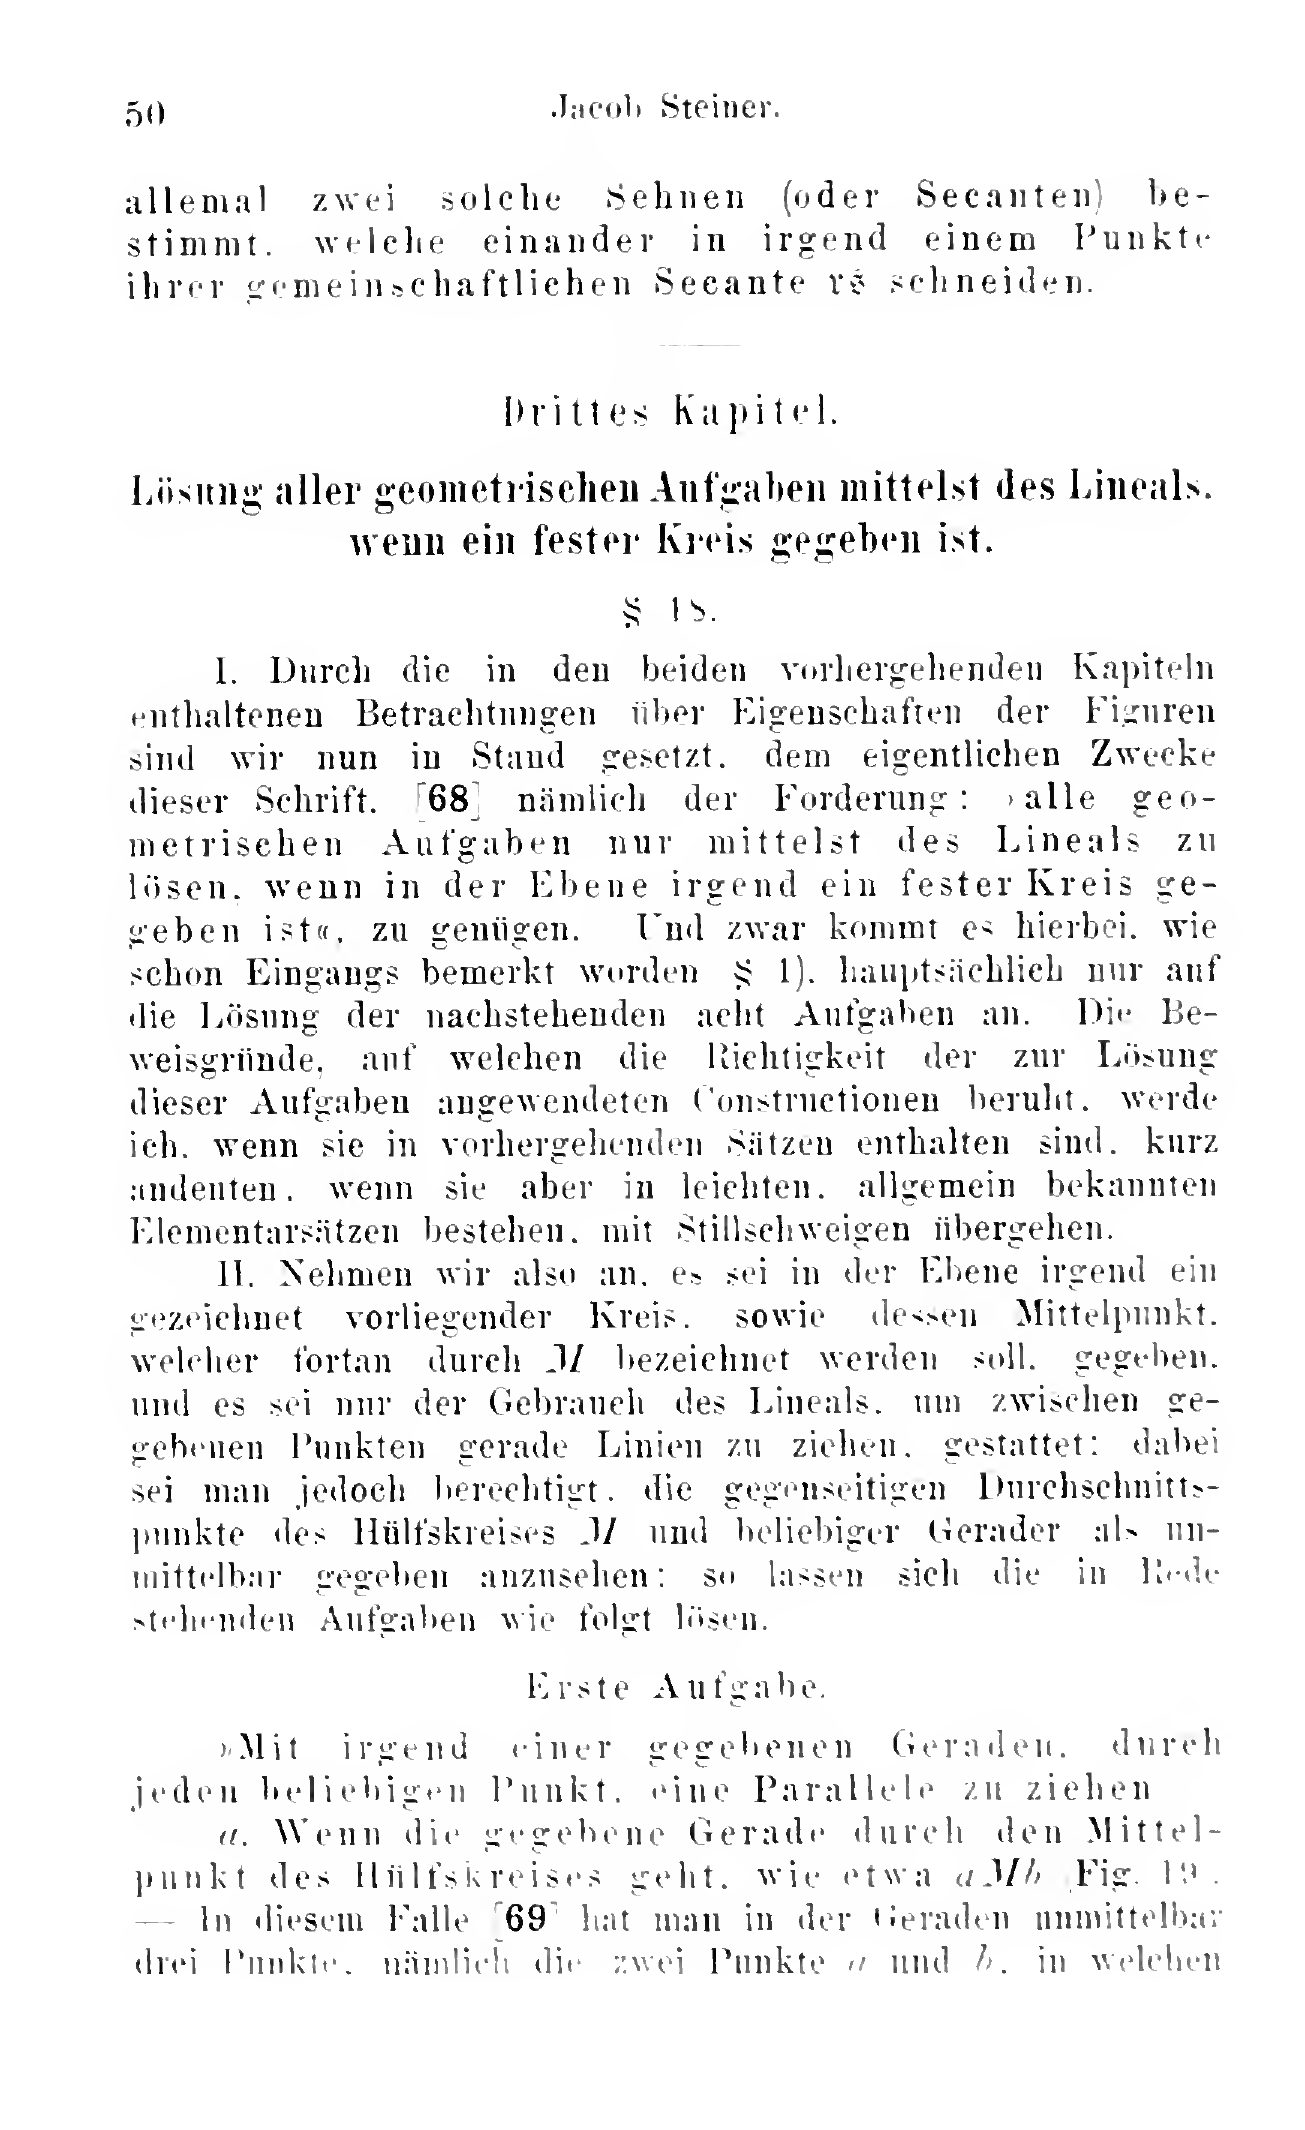 50 Jacob Steiner.
allemal zwei solche Sehnen (oder Secanten) be-
stimmt, welche einander in irgend einem Punkte
ihrer gemeinschaftlichen Secante rs schneiden.
Drittes Kapitel.
Lösung aller geometrischen Aufgaben mittelst des Lineals,
wenn ein fester Kreis gegeben ist.
§ 18.
I. Durch die in den beiden vorhergehenden Kapiteln
enthaltenen Betrachtungen über Eigenschaften der Figuren
sind wir nun in Stand gesetzt, dem eigentlichen Zwecke
dieser Schrift, [68] nämlich der Forderung: »alle geo-
metrischen Aufgaben nur mittelst des Lineals zu
lösen, wenn in der Ebene irgend ein fester Kreis ge-
geben ist«, zu genügen. Und zwar kommt es hierbei, wie
schon Eingangs bemerkt worden § 1), hauptsächlich nur auf
die Lösung der nachstehenden acht Aufgaben an. Die Be-
weisgründe, auf welchen die Richtigkeit der zur Lösung
dieser Aufgaben angewendeten Constructionen beruht, werde
ich, wenn sie in vorhergehenden Sätzen enthalten sind, kurz
andeuten, wenn sie aber in leichten, allgemein bekannten
Elementarsätzen bestehen, mit Stillschweigen übergehen.
II. Nehmen wir also an, es sei in der Ebene irgend ein
gezeichnet vorliegender Kreis, sowie dessen Mittelpunkt,
welcher fortan durch M bezeichnet werden soll, gegeben,
und es sei nur der Gebrauch des Lineals, um zwischen ge-
gebenen Punkten gerade Linien zu ziehen, gestattet; dabei
sei man jedoch berechtigt, die gegenseitigen Durchschnitts-
punkte des Hülfskreises M und beliebiger Gerader als un-
mittelbar gegeben anzusehen; so lassen sich die in Rede
stehenden Aufgaben wie folgt lösen.
Erste Aufgabe.
»Mit irgend einer gegebenen Geraden, durch
jeden beliebigen Punkt, eine Parallele zu ziehen
a. Wenn die gegebene Gerade durch den Mittel-
punkt des Hülfskreises geht, wie etwa aMb Fig. 19.
— In diesem Falle [69] hat man in der Geraden unmittelbar
drei Punkte, nämlich die zwei Punkte a und b, in welchen